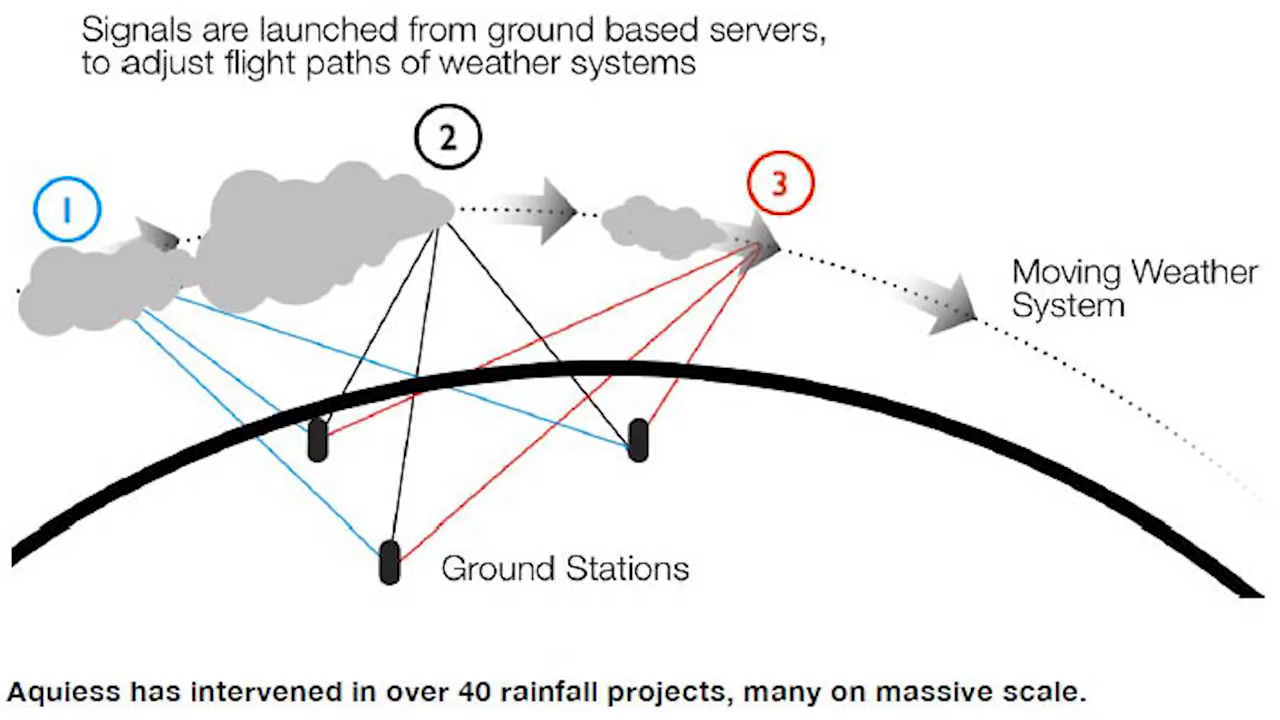 Signals are launched from ground based servers,
to adjust flight paths of weather systems
2
3
1
Moving Weather
System
Ground Stations
Aquiess has intervened in over 40 rainfall projects, many on massive scale.